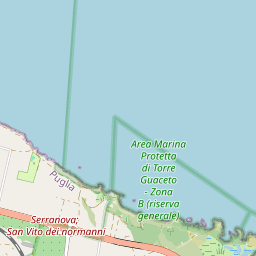 Area Marina
Protetta
di Torre
Guaceto
- Zona
B (riserva
generale)
Puglia
Serranova;
San Vito dei normanni